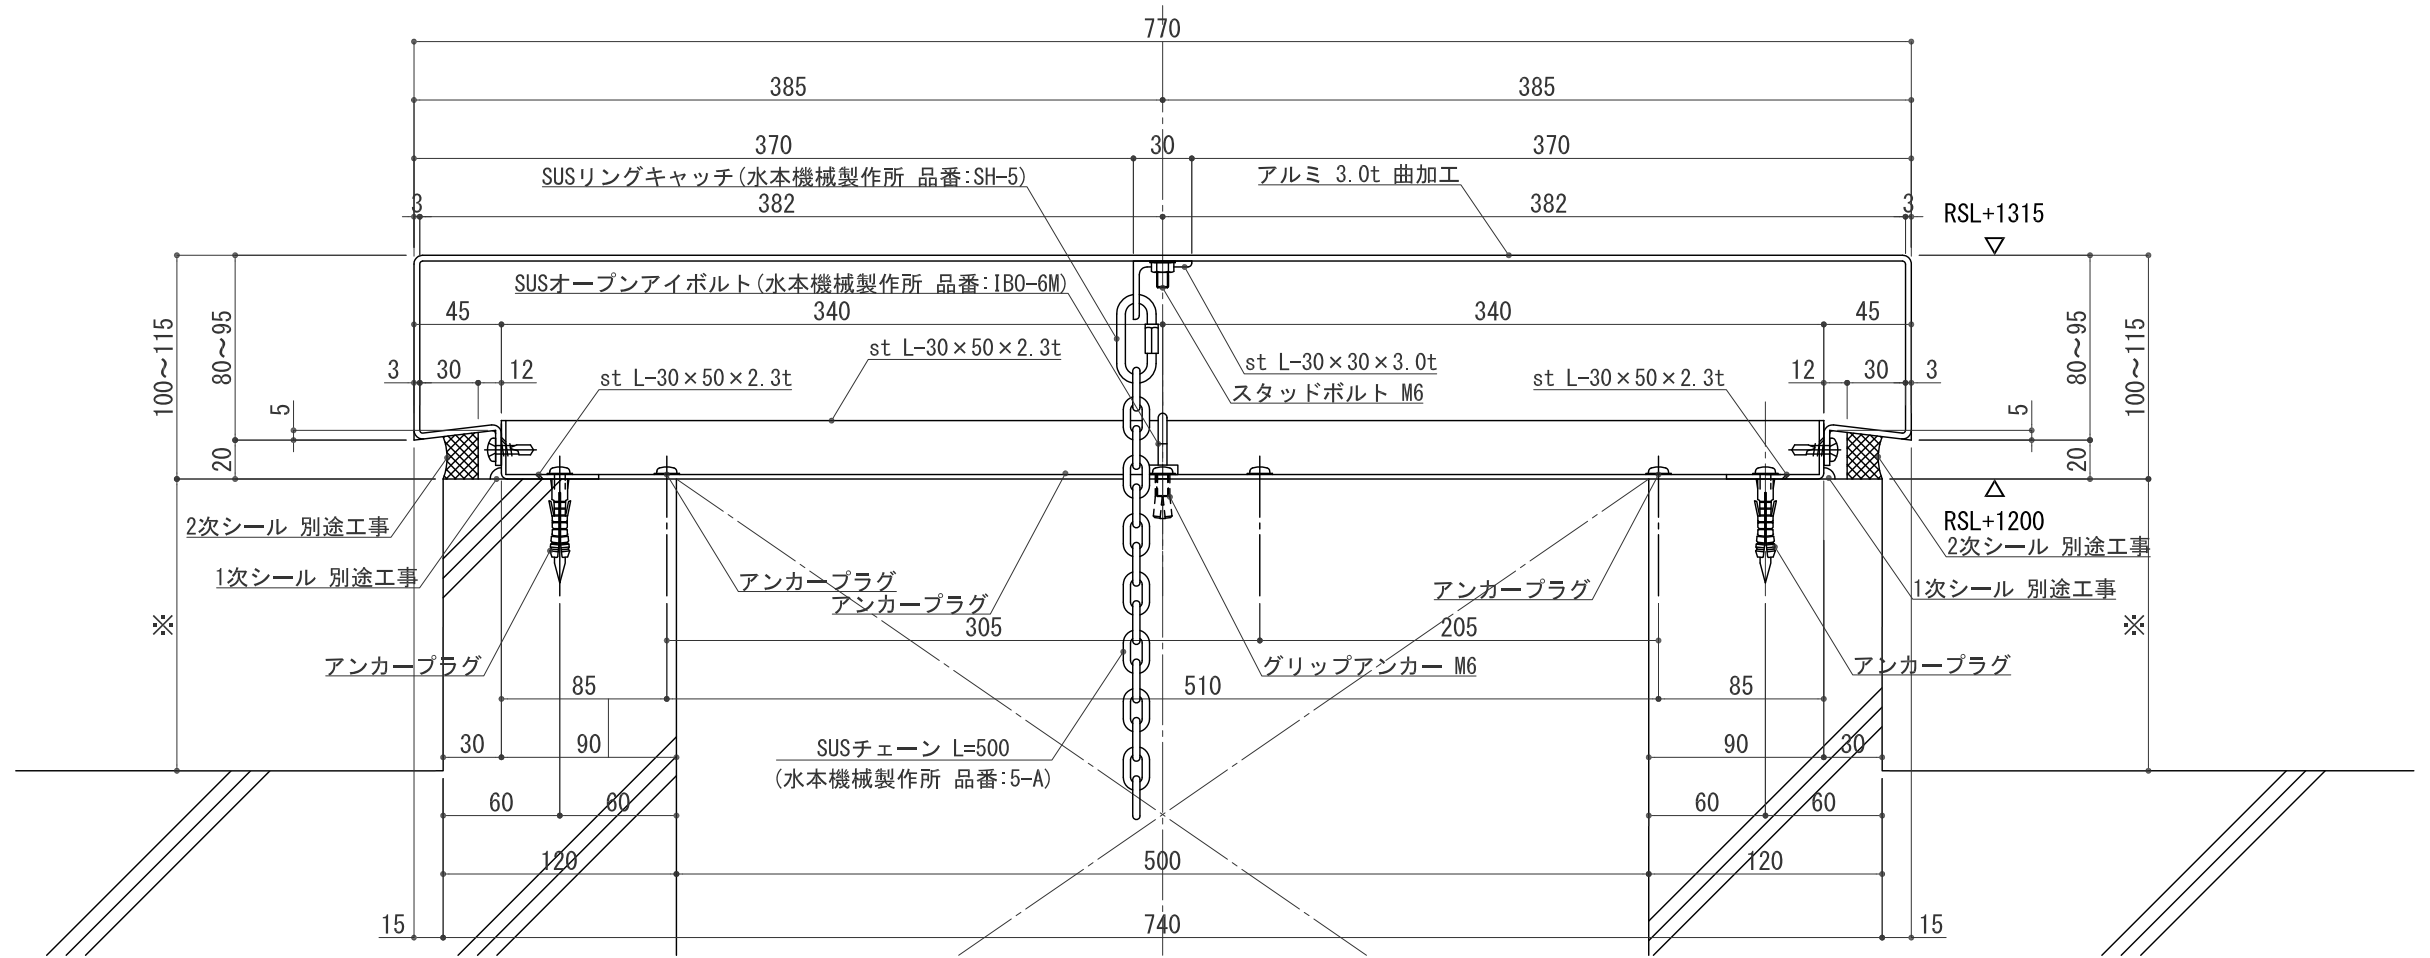 770
385
385
370
30
370
SUSリングキャッチ(水本機械製作所 品番:SH-5)
アルミ 3.0t 曲加工
3
382
382
3
RSL+1315
SUSオープンアイボルト(水本機械製作所 品番:IBO-6M)
45
340
340
45
100～115
80～95
80～95
100～115
st L-30×50×2.3t
st L-30×30×3.0t
3
30
12
st L-30×50×2.3t
スタッドボルト M6
st L-30×50×2.3t
12
30
3
5
5
20
20
2次シール 別途工事
RSL+1200
2次シール 別途工事
1次シール 別途工事
アンカープラグ
アンカープラグ
アンカープラグ
1次シール 別途工事
※
305
205
※
アンカープラグ
グリップアンカー M6
アンカープラグ
85
510
85
30
90
SUSチェーン L=500
(水本機械製作所 品番:5-A)
90
30
60
60
60
60
120
500
120
15
740
15